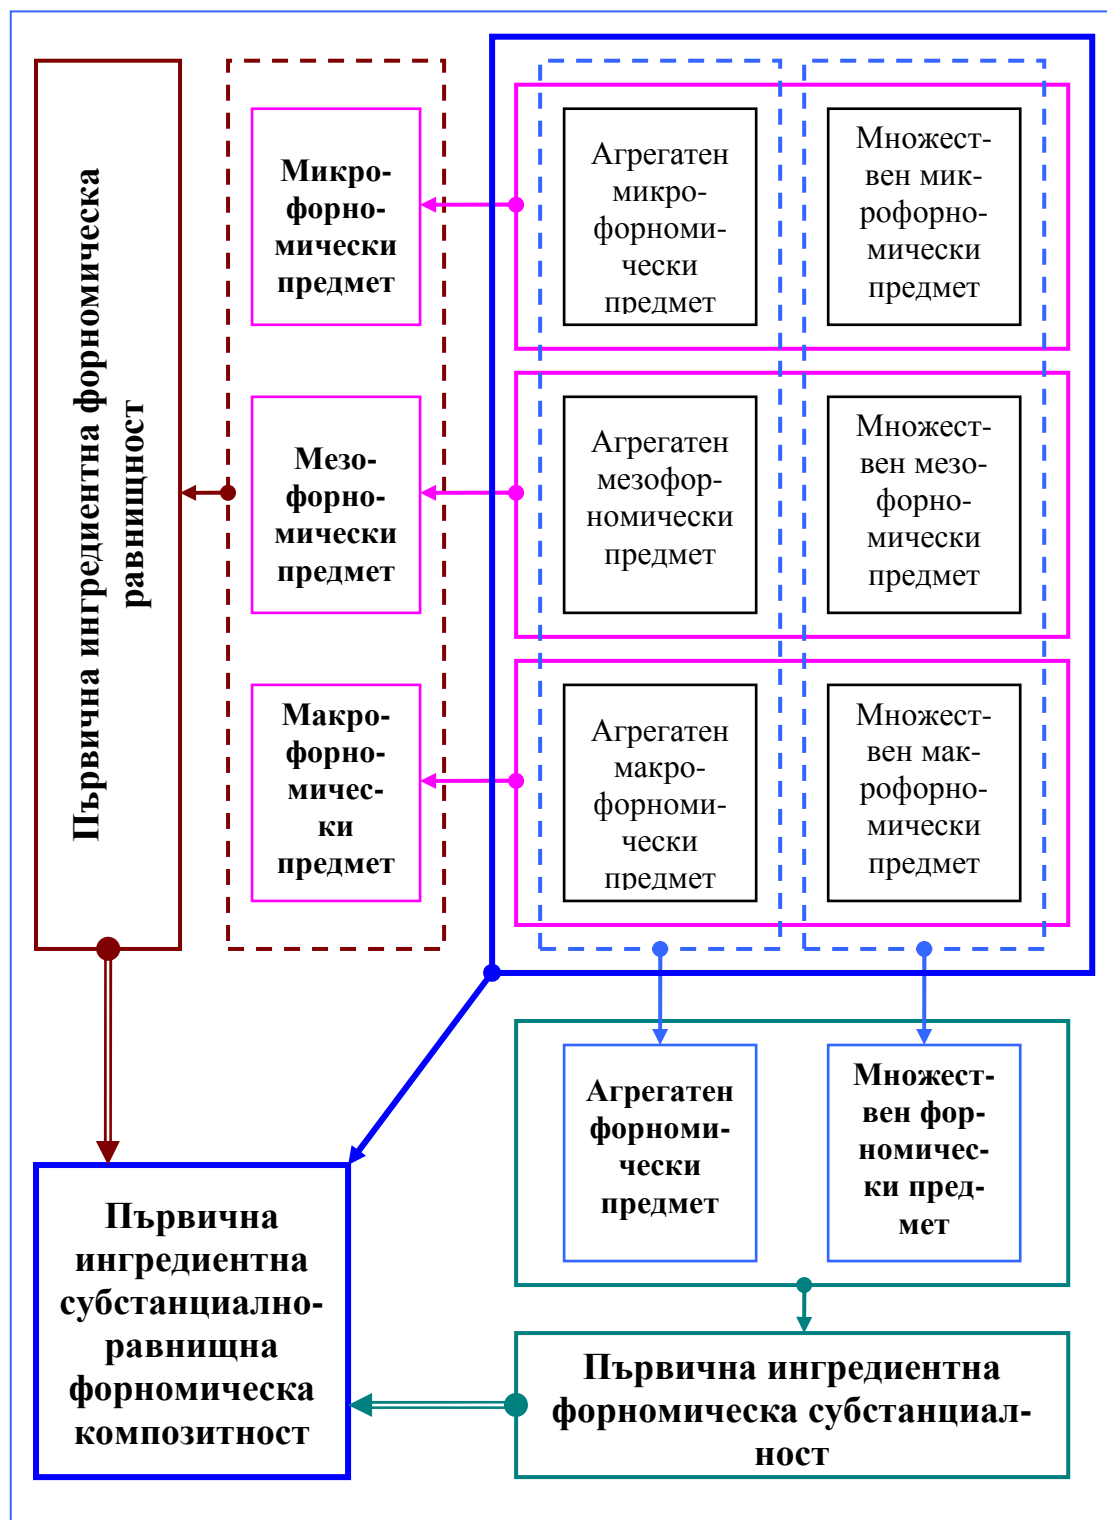 Първична ингредиентна форномическа
равнищност
Микро-
форно-
мически
предмет
Агрегатен
микро-
форноми-
чески
предмет
Множест-
вен мик-
рофорно-
мически
предмет
Мезо-
форно-
мически
предмет
Агрегатен
мезофор-
номически
предмет
Множест-
вен мезо-
форно-
мически
предмет
Макро-
форно-
мичес-
ки
предмет
Агрегатен
макро-
форноми-
чески
предмет
Множест-
вен мак-
рофорно-
мически
предмет
Агрегатен
форноми-
чески
предмет
Множест-
вен фор-
номичес-
ки пред-
мет
Първична
ингредиентна
субстанциално-
равнищна
форномическа
композитност
Първична ингредиентна
форномическа субстанциал-
ност